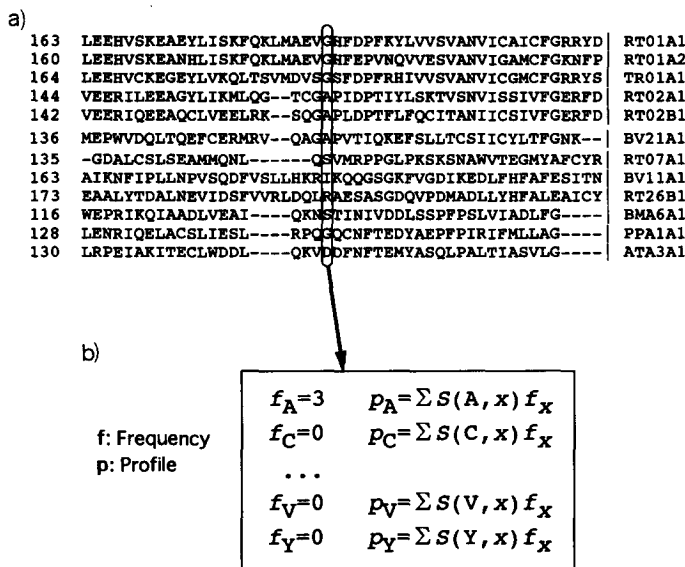 a)
163 LEEHVSKEAEYLISKFQKLMAEVGHFDPFKYLVVSVANVICAICFGRRYD RT01A1
160 LEEHVSKEANHLISKFQKLMAEVGHFEPVNQVVESVANVIGAMCFGKNFP RT01A2
164 LEEHVCKEGEYLVKQLTSVMDVSGSFDPFRHIVVSVANVICGMCFGRRYS TR01A1
144 VEERILEEAGYLIKMLQG--TCGAPIDPTIYLSKTVSNVISSIVFGERFD RT02A1
142 VEERIQEEAQCLVEELRK--SQGAPLDPTFLFQCITANIICSIVFGERFD RT02B1
136 MEPWVDQLTQEFCERMRV--QAGAPVTIQKEFSLLTCSIICYLTFGNK-- BV21A1
135 -GDALCSLSEAMMQNL----QSVMRPPGLPKSKSNAWVTEGMYAFCYR RT07A1
163 AIKNFIPLLNPVSQDFVSLLHKRIKQQGSGKFVGDIKEDLFHFAFESITN BV11A1
173 EAALYTDALNEVIDSFVVRLDQLRAESASGDQVPDMADLLYHFALEAICY RT26B1
116 WEPRIKQIAADLVEAI----QKNSTINIVDDLSSPFPSLVIADLFG---- BMA6A1
128 LENRIQELACSLIESL----RPQGQCNFTEDYAEPFPIRIFMLLAG---- PPA1A1
130 LRPEIAKITECLWDDL----QKVDDFNFTEMYASQLPALTIASVLG---- ATA3A1
b)
f: Frequency
p: Profile
f_A=3 p_A=ΣS(A,x)f_x
f_C=0 p_C=ΣS(C,x)f_x
...
f_V=0 p_V=ΣS(V,x)f_x
f_Y=0 p_Y=ΣS(Y,x)f_x